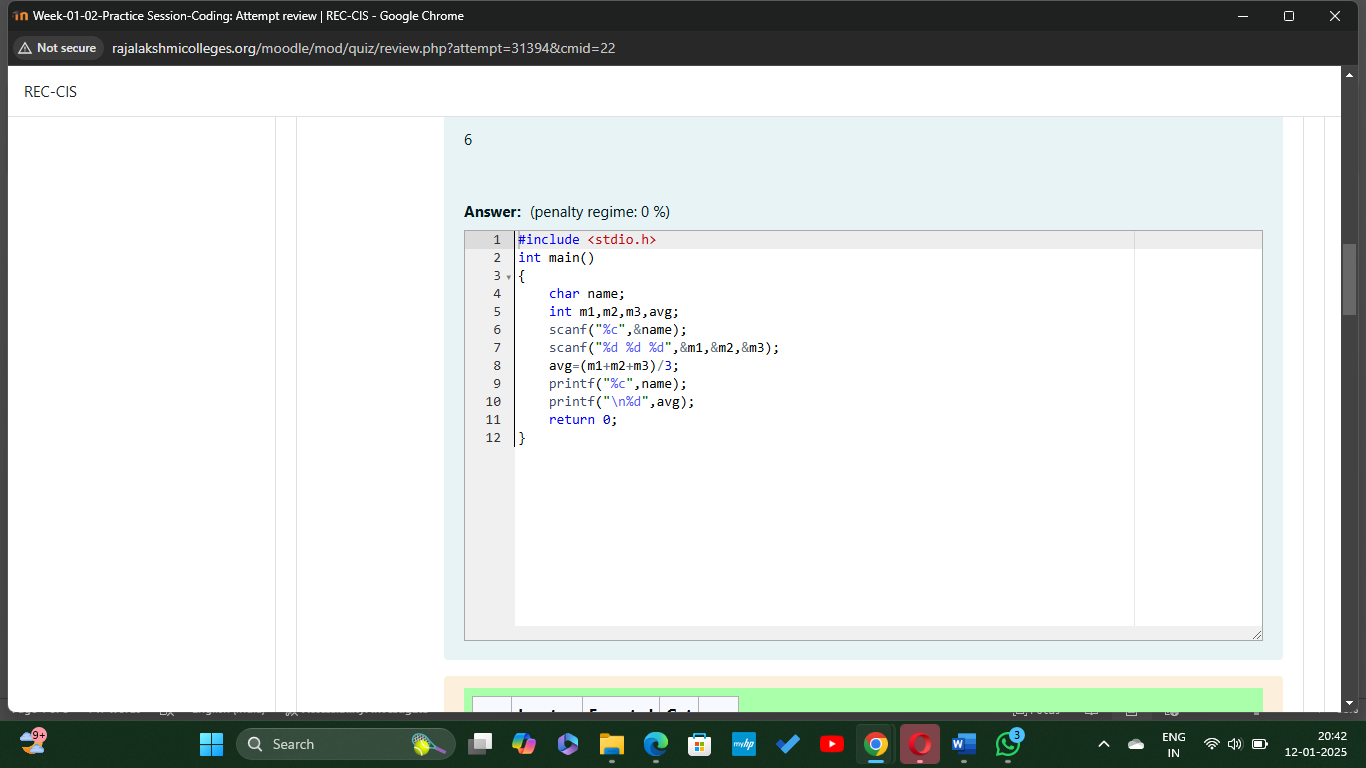 Week-01-02-Practice Session-Coding: Attempt review | REC-CIS - Google Chrome
Not secure rajalakshmicolleges.org/moodle/mod/quiz/review.php?attempt=31394&cmid=22
REC-CIS
6
Answer: (penalty regime: 0 %)
1 #include <stdio.h>
2 int main()
3 {
4 char name;
5 int m1,m2,m3,avg;
6 scanf("%c",&name);
7 scanf("%d %d %d",&m1,&m2,&m3);
8 avg=(m1+m2+m3)/3;
9 printf("%c",name);
10 printf("\n%d",avg);
11 return 0;
12 }
9+
Search
myhp
3
ENG
IN
20:42
12-01-2025